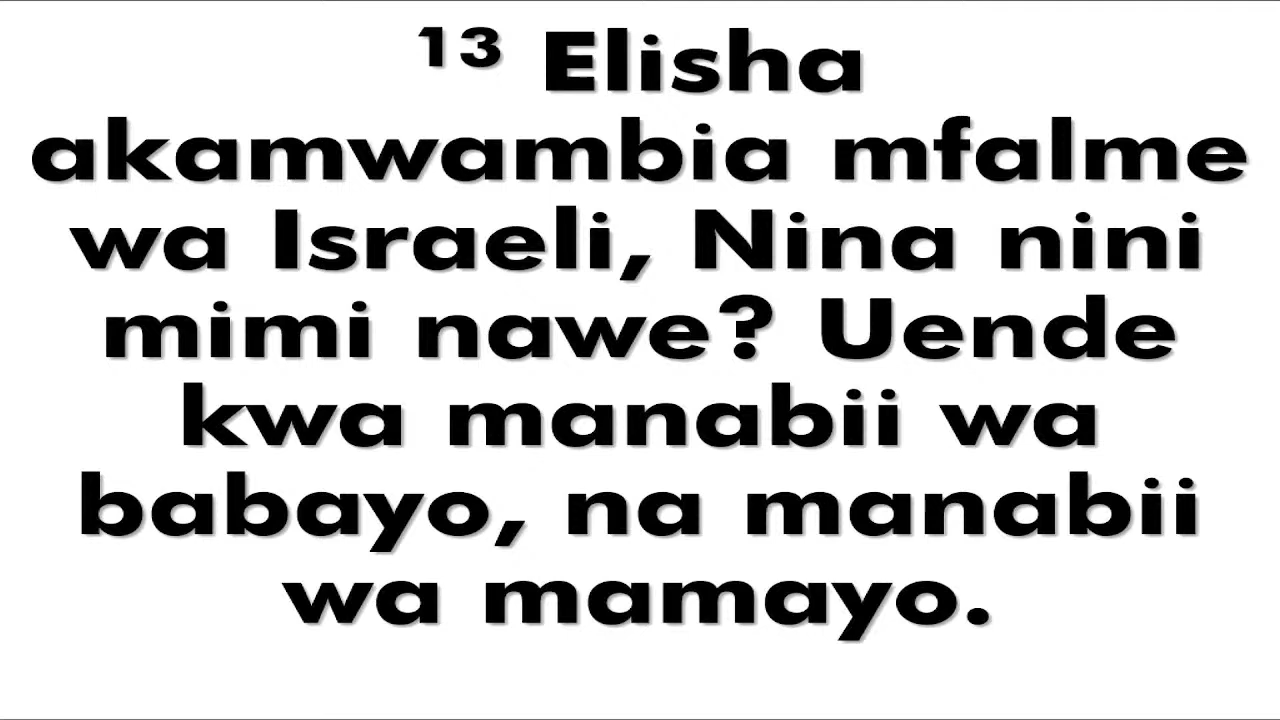 ¹³ Elisha
akamwambia mfalme
wa Israeli, Nina nini
mimi nawe? Uende
kwa manabii wa
babayo, na manabii
wa mamayo.